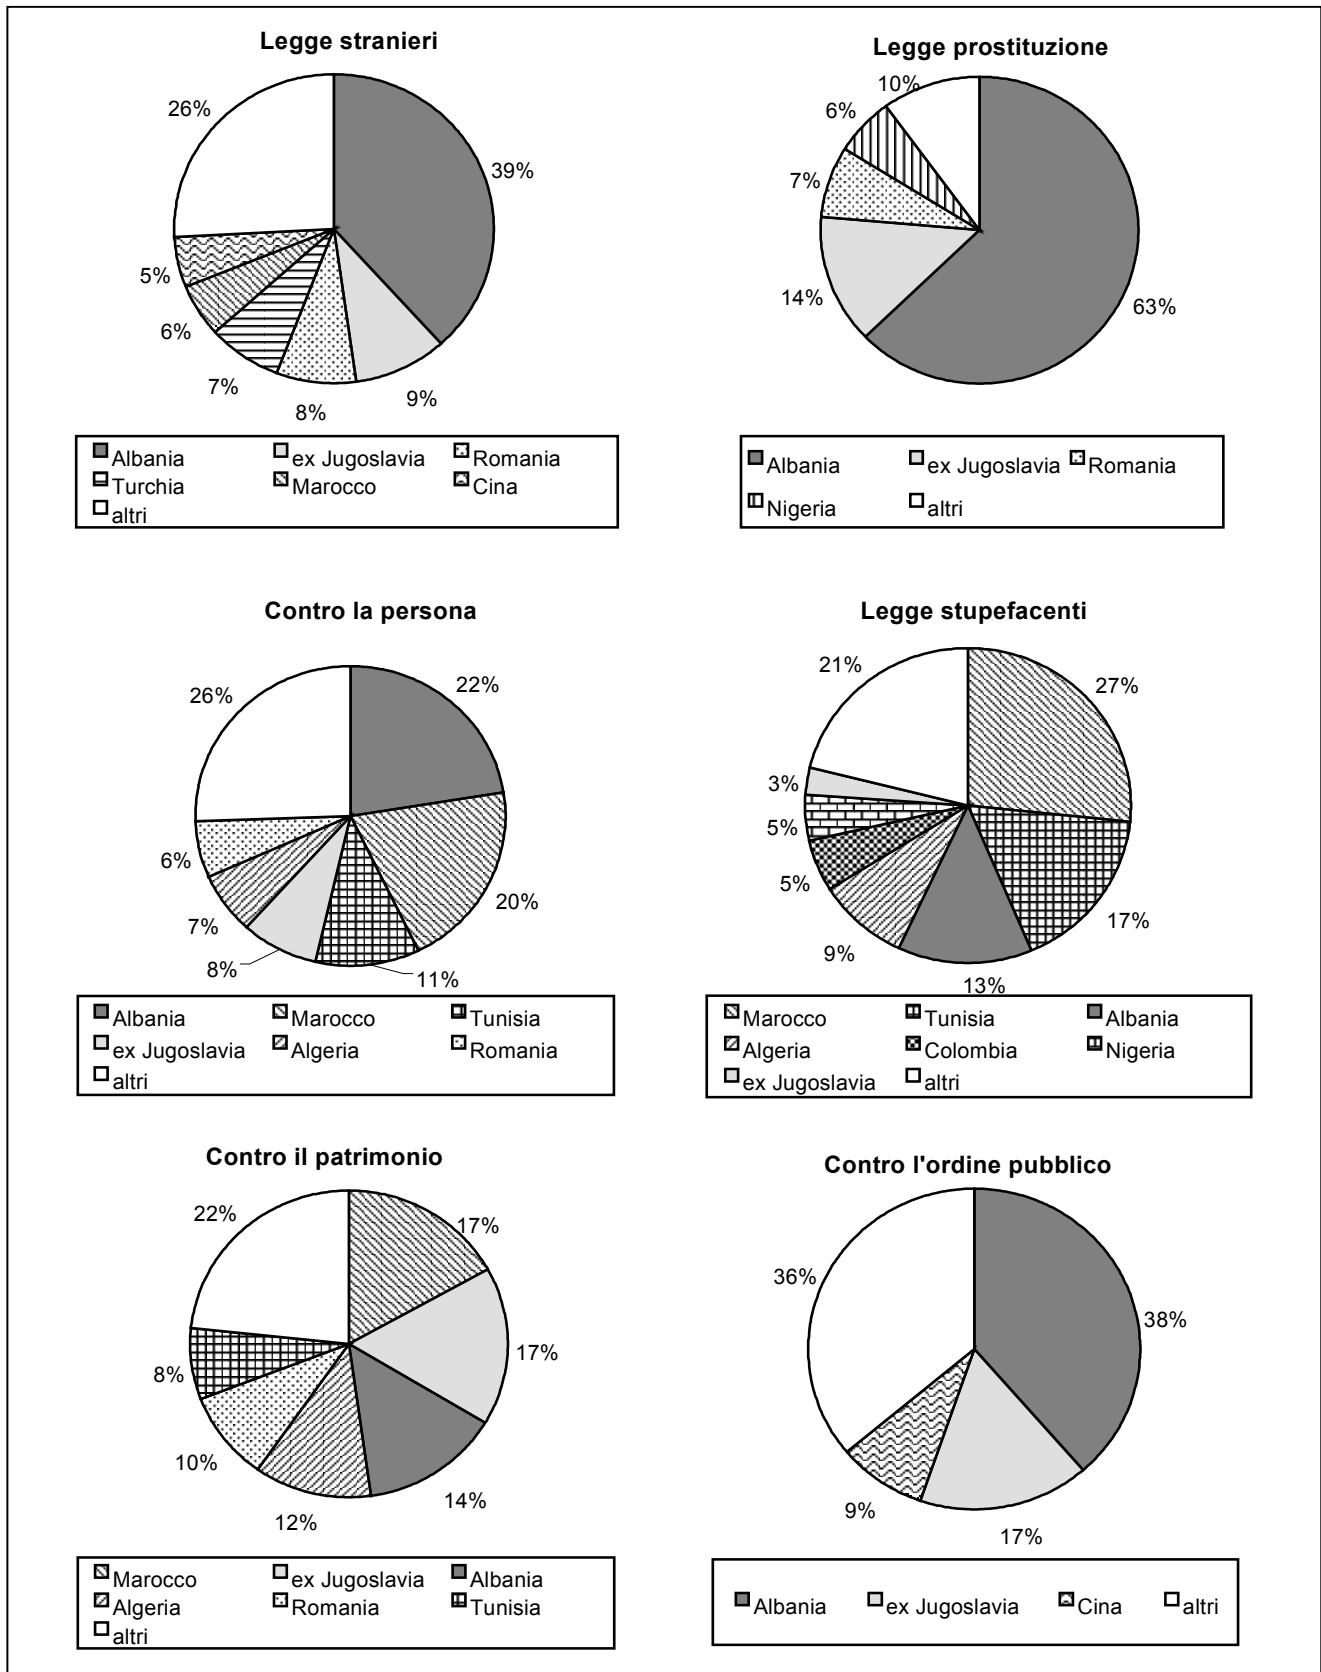 Legge stranieri
26%
39%
5%
6%
7%
8%
9%
Albania ex Jugoslavia Romania
Turchia Marocco Cina
altri
Legge prostituzione
10%
6%
7%
14%
63%
Albania ex Jugoslavia Romania
Nigeria altri
Contro la persona
26%
22%
6%
20%
7%
8%
11%
Albania Marocco Tunisia
ex Jugoslavia Algeria Romania
altri
Legge stupefacenti
21%
27%
3%
5%
5%
17%
9%
13%
Marocco Tunisia Albania
Algeria Colombia Nigeria
ex Jugoslavia altri
Contro il patrimonio
22%
17%
17%
8%
10%
14%
12%
Marocco ex Jugoslavia Albania
Algeria Romania Tunisia
altri
Contro l'ordine pubblico
36%
38%
9%
17%
Albania ex Jugoslavia Cina altri